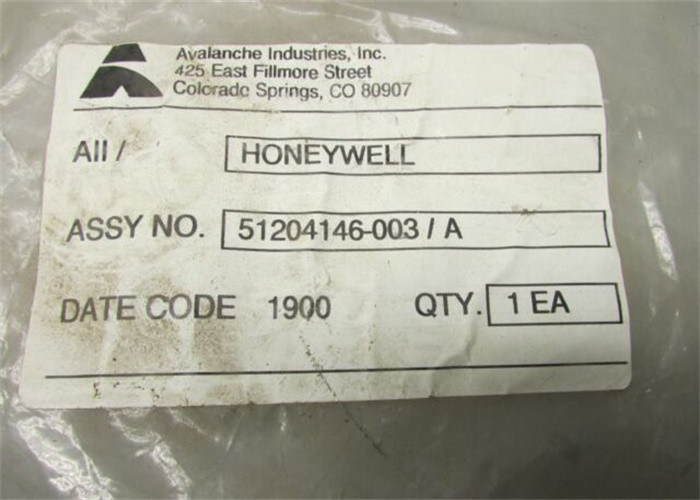 Avalanche Industries, Inc.
425 East Fillmore Street
Colorado Springs, CO 80907
AII / HONEYWELL
ASSY NO. 51204146-003 / A
DATE CODE 1900 QTY. 1 EA